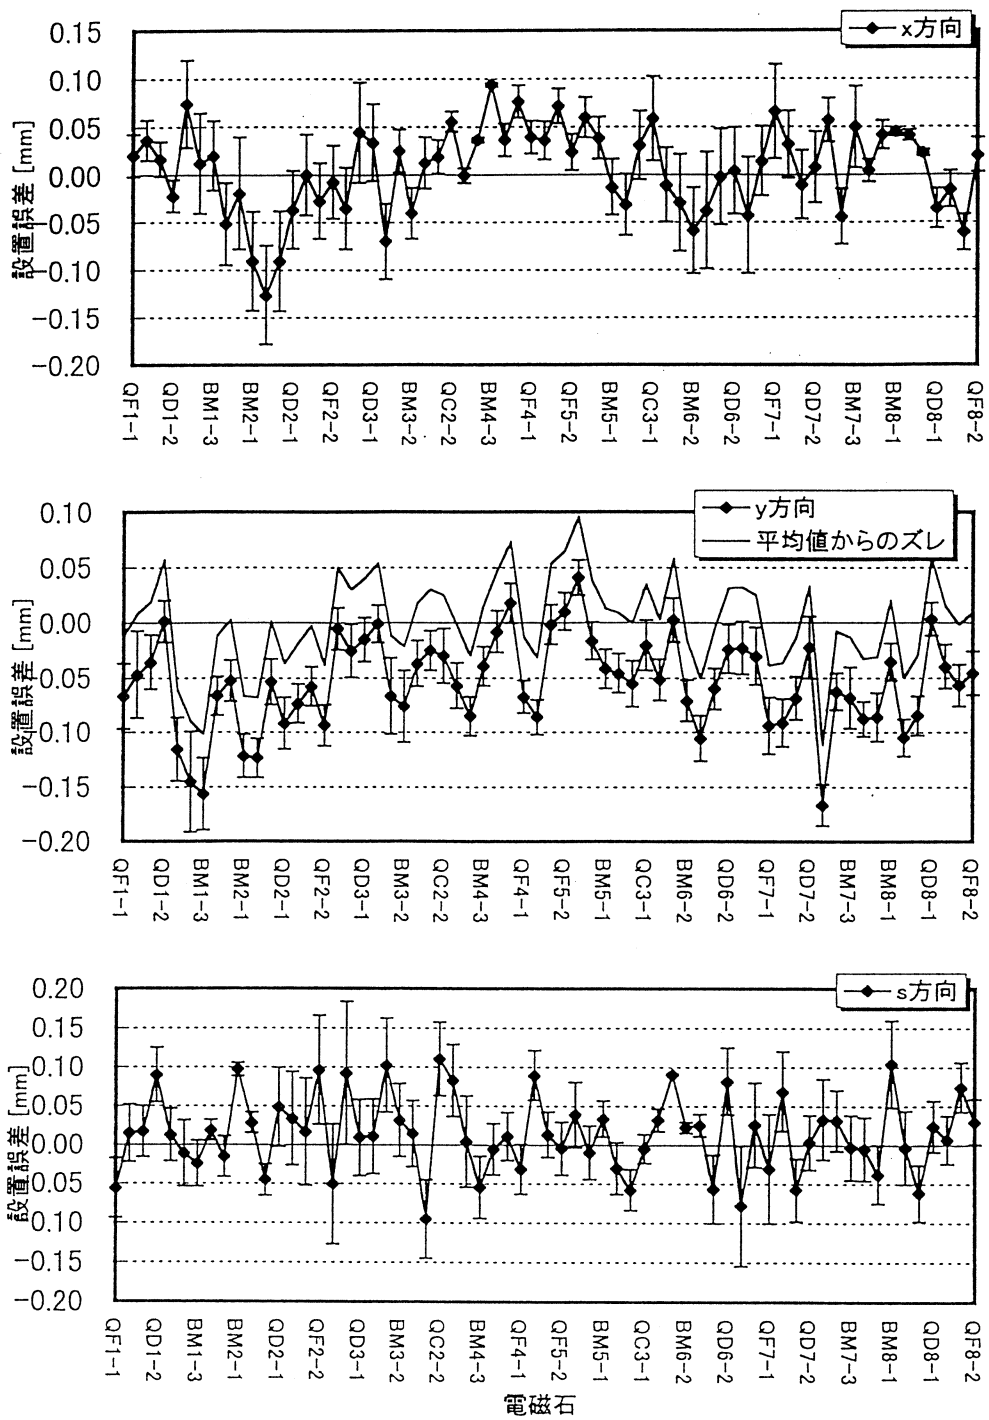 x方向
設置誤差 [mm]
0.15
0.10
0.05
0.00
-0.05
-0.10
-0.15
-0.20
QF1-1
QD1-2
BM1-3
BM2-1
QD2-1
QF2-2
QD3-1
BM3-2
QC2-2
BM4-3
QF4-1
QF5-2
BM5-1
QC3-1
BM6-2
QD6-2
QF7-1
QD7-2
BM7-3
BM8-1
QD8-1
QF8-2
y方向
平均値からのズレ
設置誤差 [mm]
0.10
0.05
0.00
-0.05
-0.10
-0.15
-0.20
QF1-1
QD1-2
BM1-3
BM2-1
QD2-1
QF2-2
QD3-1
BM3-2
QC2-2
BM4-3
QF4-1
QF5-2
BM5-1
QC3-1
BM6-2
QD6-2
QF7-1
QD7-2
BM7-3
BM8-1
QD8-1
QF8-2
s方向
設置誤差 [mm]
0.20
0.15
0.10
0.05
0.00
-0.05
-0.10
-0.15
-0.20
QF1-1
QD1-2
BM1-3
BM2-1
QD2-1
QF2-2
QD3-1
BM3-2
QC2-2
BM4-3
QF4-1
QF5-2
BM5-1
QC3-1
BM6-2
QD6-2
QF7-1
QD7-2
BM7-3
BM8-1
QD8-1
QF8-2
電磁石